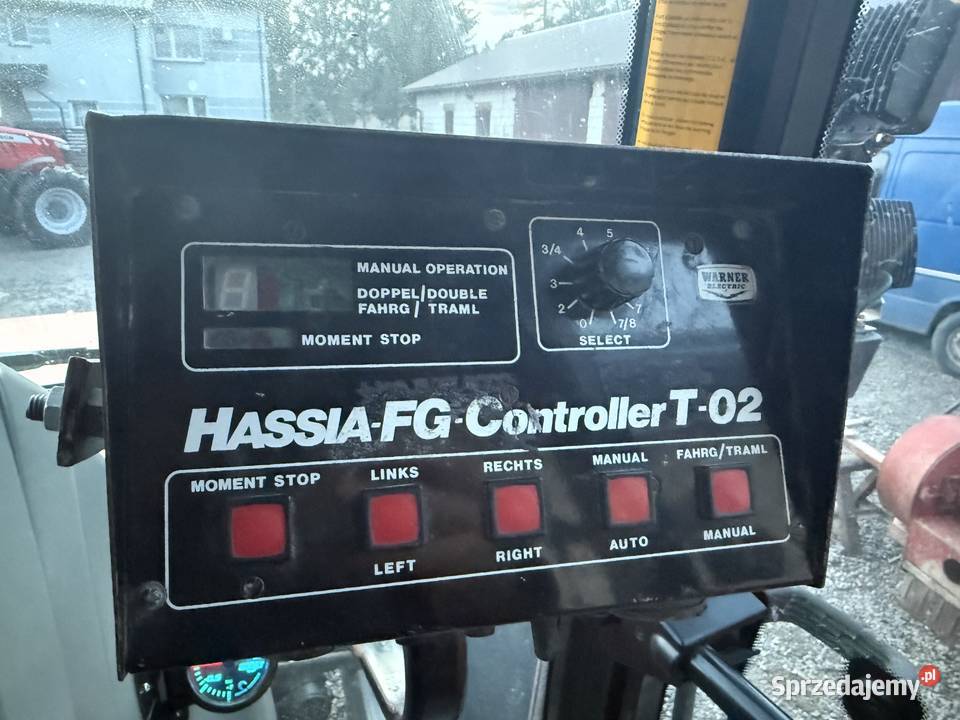 MANUAL OPERATION
DOPPEL/DOUBLE
FAHRG/TRAML
MOMENT STOP
3/4 4 5
3
2 7
0 7/8
SELECT
WARNER
ELECTRIC
HASSIA-FG-Controller T-02
MOMENT STOP
LINKS
RECHTS
MANUAL
FAHRG/TRAML
LEFT
RIGHT
AUTO
MANUAL
Sprzedajemy.pl